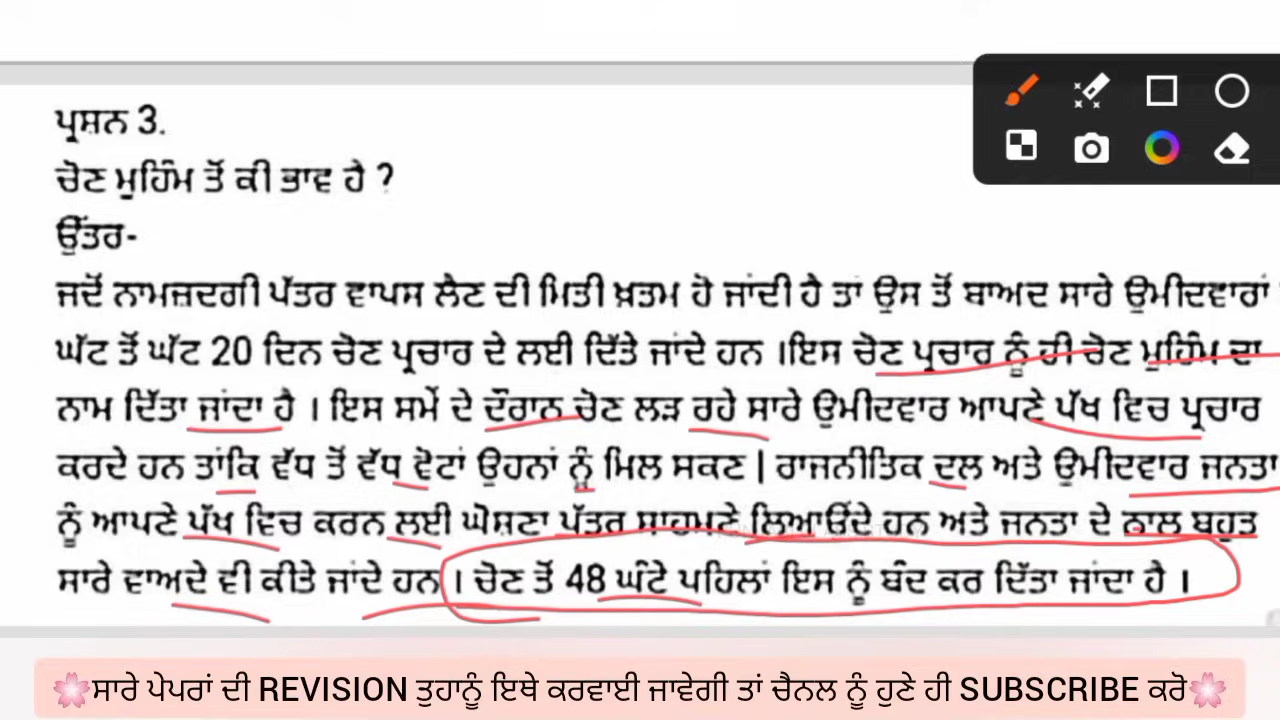 ਪ੍ਰਸ਼ਨ 3.
ਚੋਣ ਮੁਹਿੰਮ ਤੋਂ ਕੀ ਭਾਵ ਹੈ ?
ਉੱਤਰ-
ਜਦੋਂ ਨਾਮਜ਼ਦਗੀ ਪੱਤਰ ਵਾਪਸ ਲੈਣ ਦੀ ਮਿਤੀ ਖ਼ਤਮ ਹੋ ਜਾਂਦੀ ਹੈ ਤਾਂ ਉਸ ਤੋਂ ਬਾਅਦ ਸਾਰੇ ਉਮੀਦਵਾਰਾਂ
ਘੱਟ ਤੋਂ ਘੱਟ 20 ਦਿਨ ਚੋਣ ਪ੍ਰਚਾਰ ਦੇ ਲਈ ਦਿੱਤੇ ਜਾਂਦੇ ਹਨ ।ਇਸ ਚੋਣ ਪ੍ਰਚਾਰ ਨੂੰ ਹੀ ਚੋਣ ਮੁਹਿੰਮ ਦਾ
ਨਾਮ ਦਿੱਤਾ ਜਾਂਦਾ ਹੈ । ਇਸ ਸਮੇਂ ਦੇ ਦੌਰਾਨ ਚੋਣ ਲੜ ਰਹੇ ਸਾਰੇ ਉਮੀਦਵਾਰ ਆਪਣੇ ਪੱਖ ਵਿਚ ਪ੍ਰਚਾਰ
ਕਰਦੇ ਹਨ ਤਾਂਕਿ ਵੱਧ ਤੋਂ ਵੱਧ ਵੋਟਾਂ ਉਹਨਾਂ ਨੂੰ ਮਿਲ ਸਕਣ | ਰਾਜਨੀਤਿਕ ਦਲ ਅਤੇ ਉਮੀਦਵਾਰ ਜਨਤਾ
ਨੂੰ ਆਪਣੇ ਪੱਖ ਵਿਚ ਕਰਨ ਲਈ ਘੋਸ਼ਣਾ ਪੱਤਰ ਸਾਹਮਣੇ ਲਿਆਉਂਦੇ ਹਨ ਅਤੇ ਜਨਤਾ ਦੇ ਨਾਲ ਬਹੁਤ
ਸਾਰੇ ਵਾਅਦੇ ਵੀ ਕੀਤੇ ਜਾਂਦੇ ਹਨ । ਚੋਣ ਤੋਂ 48 ਘੰਟੇ ਪਹਿਲਾਂ ਇਸ ਨੂੰ ਬੰਦ ਕਰ ਦਿੱਤਾ ਜਾਂਦਾ ਹੈ ।
🌸ਸਾਰੇ ਪੇਪਰਾਂ ਦੀ REVISION ਤੁਹਾਨੂੰ ਇਥੇ ਕਰਵਾਈ ਜਾਵੇਗੀ ਤਾਂ ਚੈਨਲ ਨੂੰ ਹੁਣੇ ਹੀ SUBSCRIBE ਕਰੋ🌸